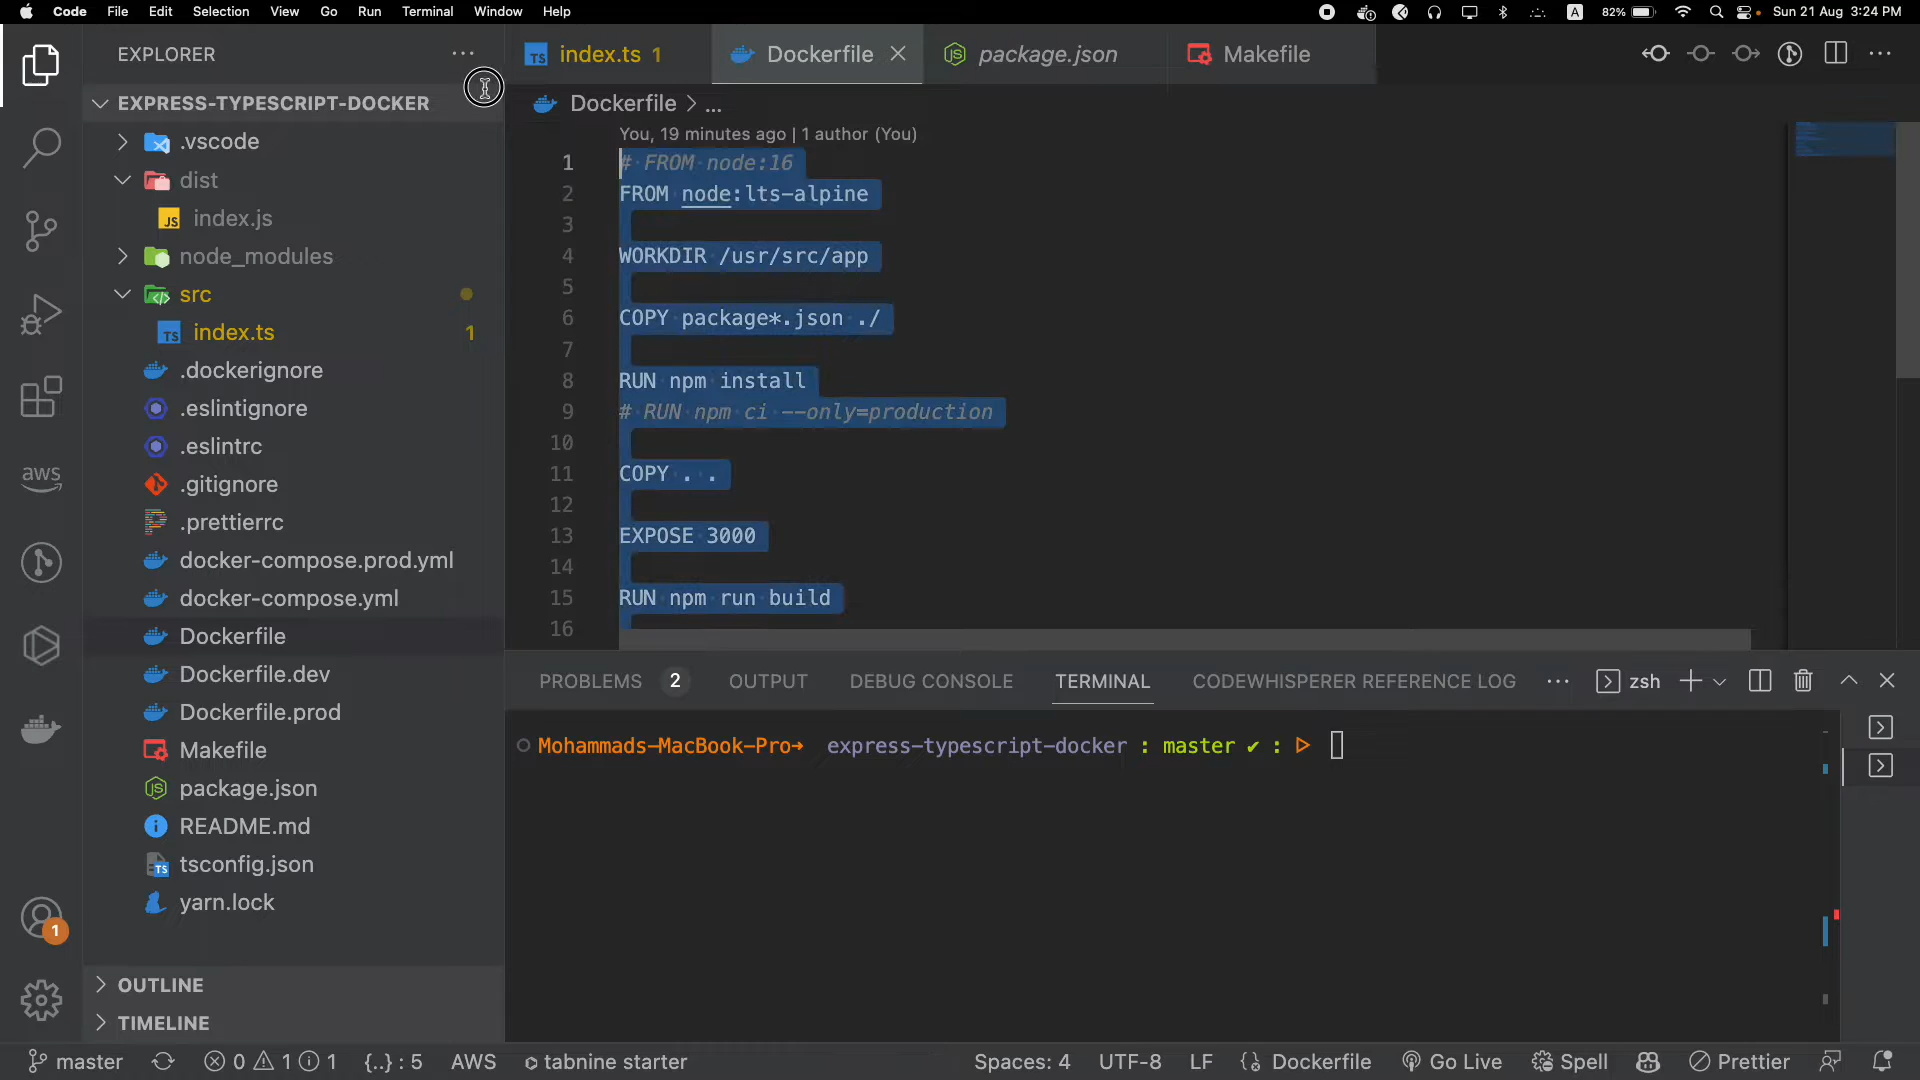 Code File Edit Selection View Go Run Terminal Window Help A 82% Sun 21 Aug 3:24 PM
EXPLORER
EXPRESS-TYPESCRIPT-DOCKER
.vscode
dist
JS index.js
node_modules
src
TS index.ts 1
.dockerignore
.eslintignore
.eslintrc
.gitignore
.prettierrc
docker-compose.prod.yml
docker-compose.yml
Dockerfile
Dockerfile.dev
Dockerfile.prod
Makefile
package.json
README.md
TS tsconfig.json
yarn.lock
OUTLINE
TIMELINE
aws
1
TS index.ts 1 Dockerfile package.json Makefile
Dockerfile > ...
You, 19 minutes ago | 1 author (You)
1 # FROM node:16
2 FROM node:lts-alpine
3
4 WORKDIR /usr/src/app
5
6 COPY package*.json ./
7
8 RUN npm install
9 # RUN npm ci --only=production
10
11 COPY . .
12
13 EXPOSE 3000
14
15 RUN npm run build
16
PROBLEMS 2 OUTPUT DEBUG CONSOLE TERMINAL CODEWHISPERER REFERENCE LOG ... zsh
Mohammads-MacBook-Pro→ express-typescript-docker : master ✔ : ▷
master 0 1 1 {..} : 5 AWS tabnine starter Spaces: 4 UTF-8 LF Dockerfile Go Live Spell Prettier